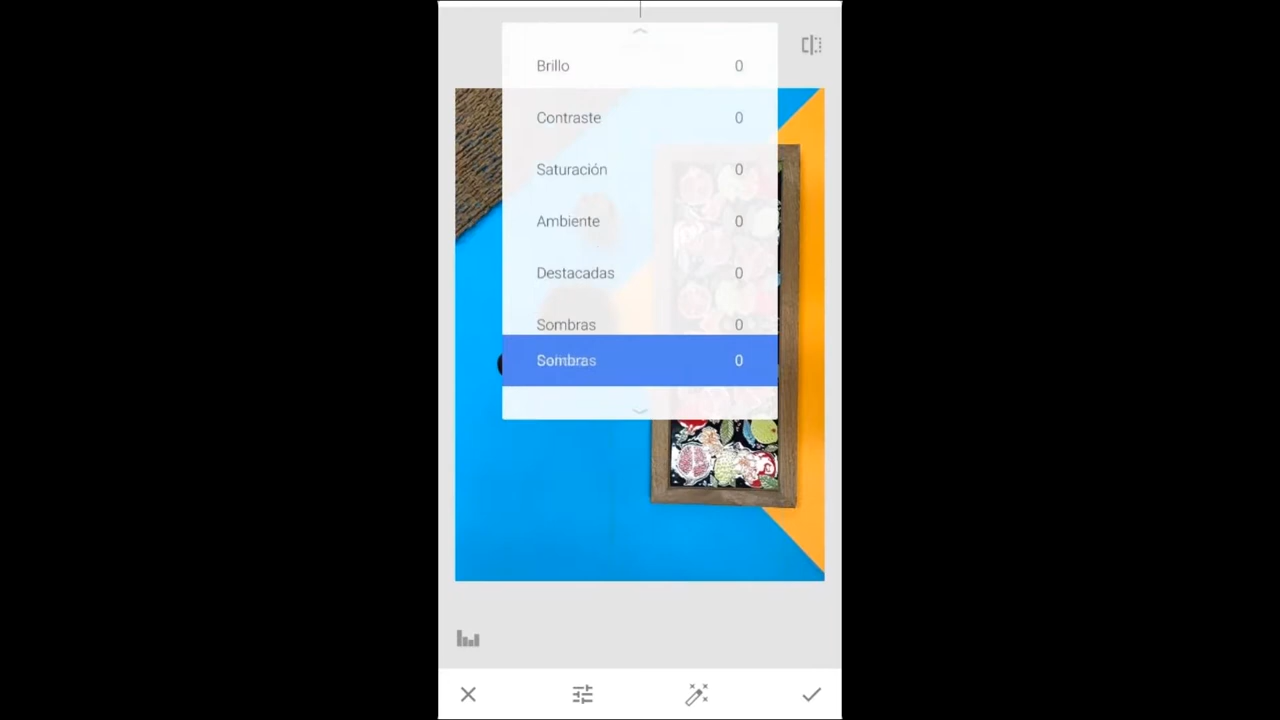 Brillo 0
Contraste 0
Saturación 0
Ambiente 0
Destacadas 0
Sombras 0
Sombras 0